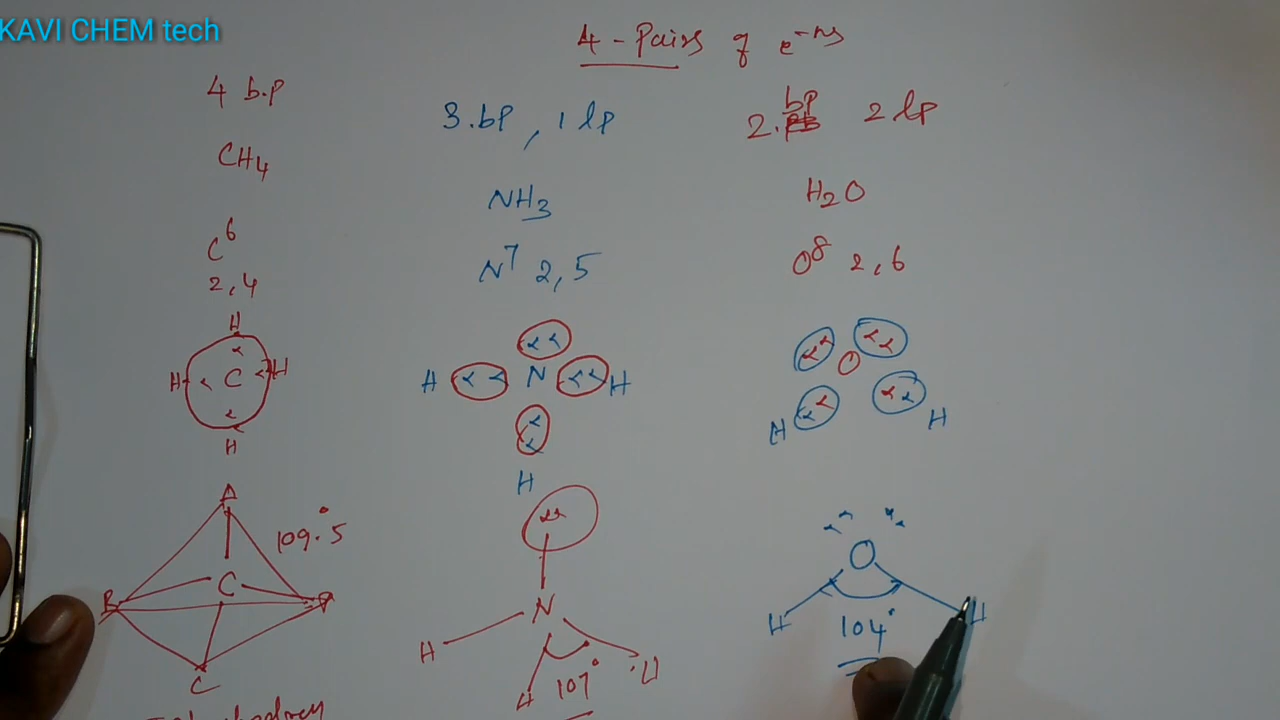 KAVI CHEM tech
4 - Pairs of e-ns
4 b.p
CH4
C6
2,4
H
H C H
H
A
109.°5
B C
C
3.bp, 1 lp
NH3
N7 2,5
H N H
H
N
H
H
107°
2. bp 2 lp
H2O
O8 2,6
O
H H
O
H H
104°